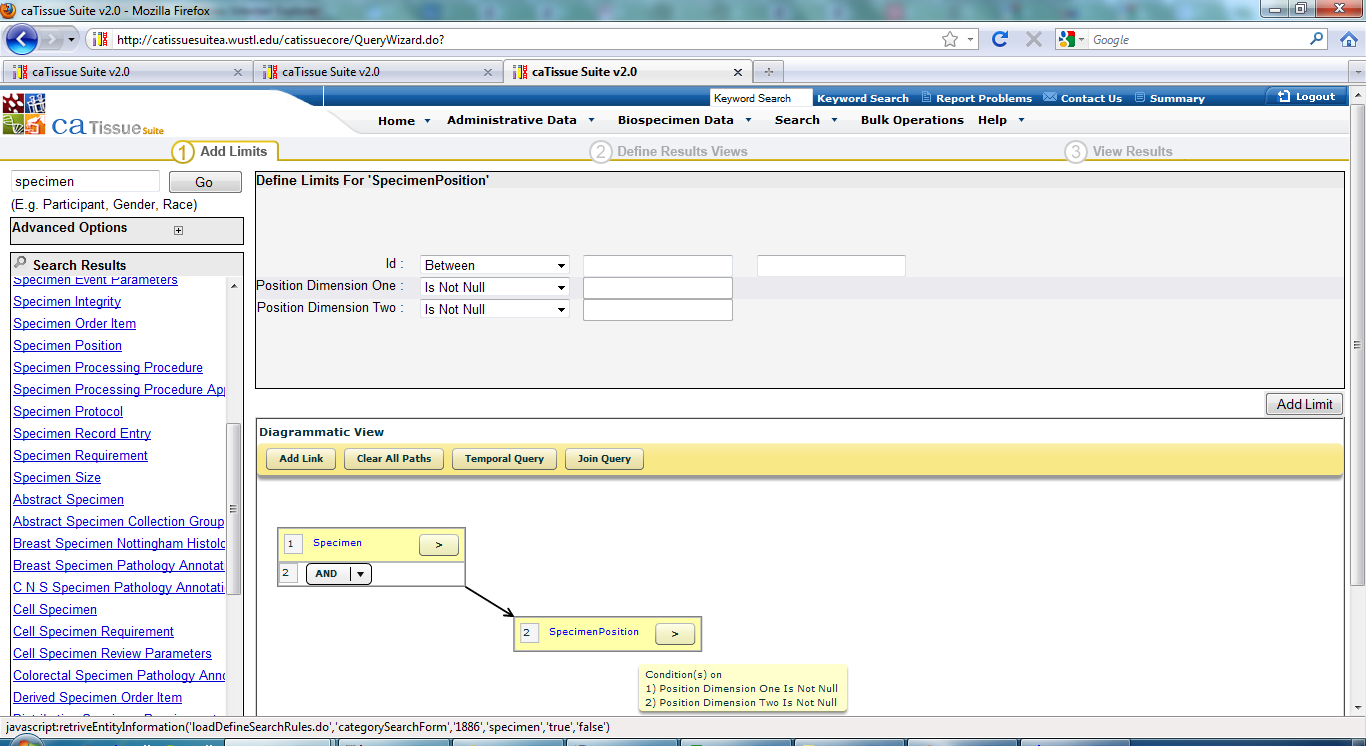 caTissue Suite v2.0 - Mozilla Firefox
http://catissuesuitea.wustl.edu/catissuecore/QueryWizard.do?
Google
caTissue Suite v2.0
caTissue Suite v2.0
caTissue Suite v2.0
Keyword Search
Keyword Search
Report Problems
Contact Us
Summary
Logout
ca Tissue Suite
Home
Administrative Data
Biospecimen Data
Search
Bulk Operations
Help
1 Add Limits
2 Define Results Views
3 View Results
specimen
Go
(E.g. Participant, Gender, Race)
Advanced Options
Search Results
Specimen Event Parameters
Specimen Integrity
Specimen Order Item
Specimen Position
Specimen Processing Procedure
Specimen Processing Procedure App
Specimen Protocol
Specimen Record Entry
Specimen Requirement
Specimen Size
Abstract Specimen
Abstract Specimen Collection Group
Breast Specimen Nottingham Histolo
Breast Specimen Pathology Annotat
C N S Specimen Pathology Annotati
Cell Specimen
Cell Specimen Requirement
Cell Specimen Review Parameters
Colorectal Specimen Pathology Anno
Derived Specimen Order Item
Define Limits For 'SpecimenPosition'
Id :
Between
Position Dimension One :
Is Not Null
Position Dimension Two :
Is Not Null
Add Limit
Diagrammatic View
Add Link
Clear All Paths
Temporal Query
Join Query
1 Specimen >
2 AND
2 SpecimenPosition >
Condition(s) on
1) Position Dimension One Is Not Null
2) Position Dimension Two Is Not Null
javascript:retriveEntityInformation('loadDefineSearchRules.do','categorySearchForm','1886','specimen','true','false')